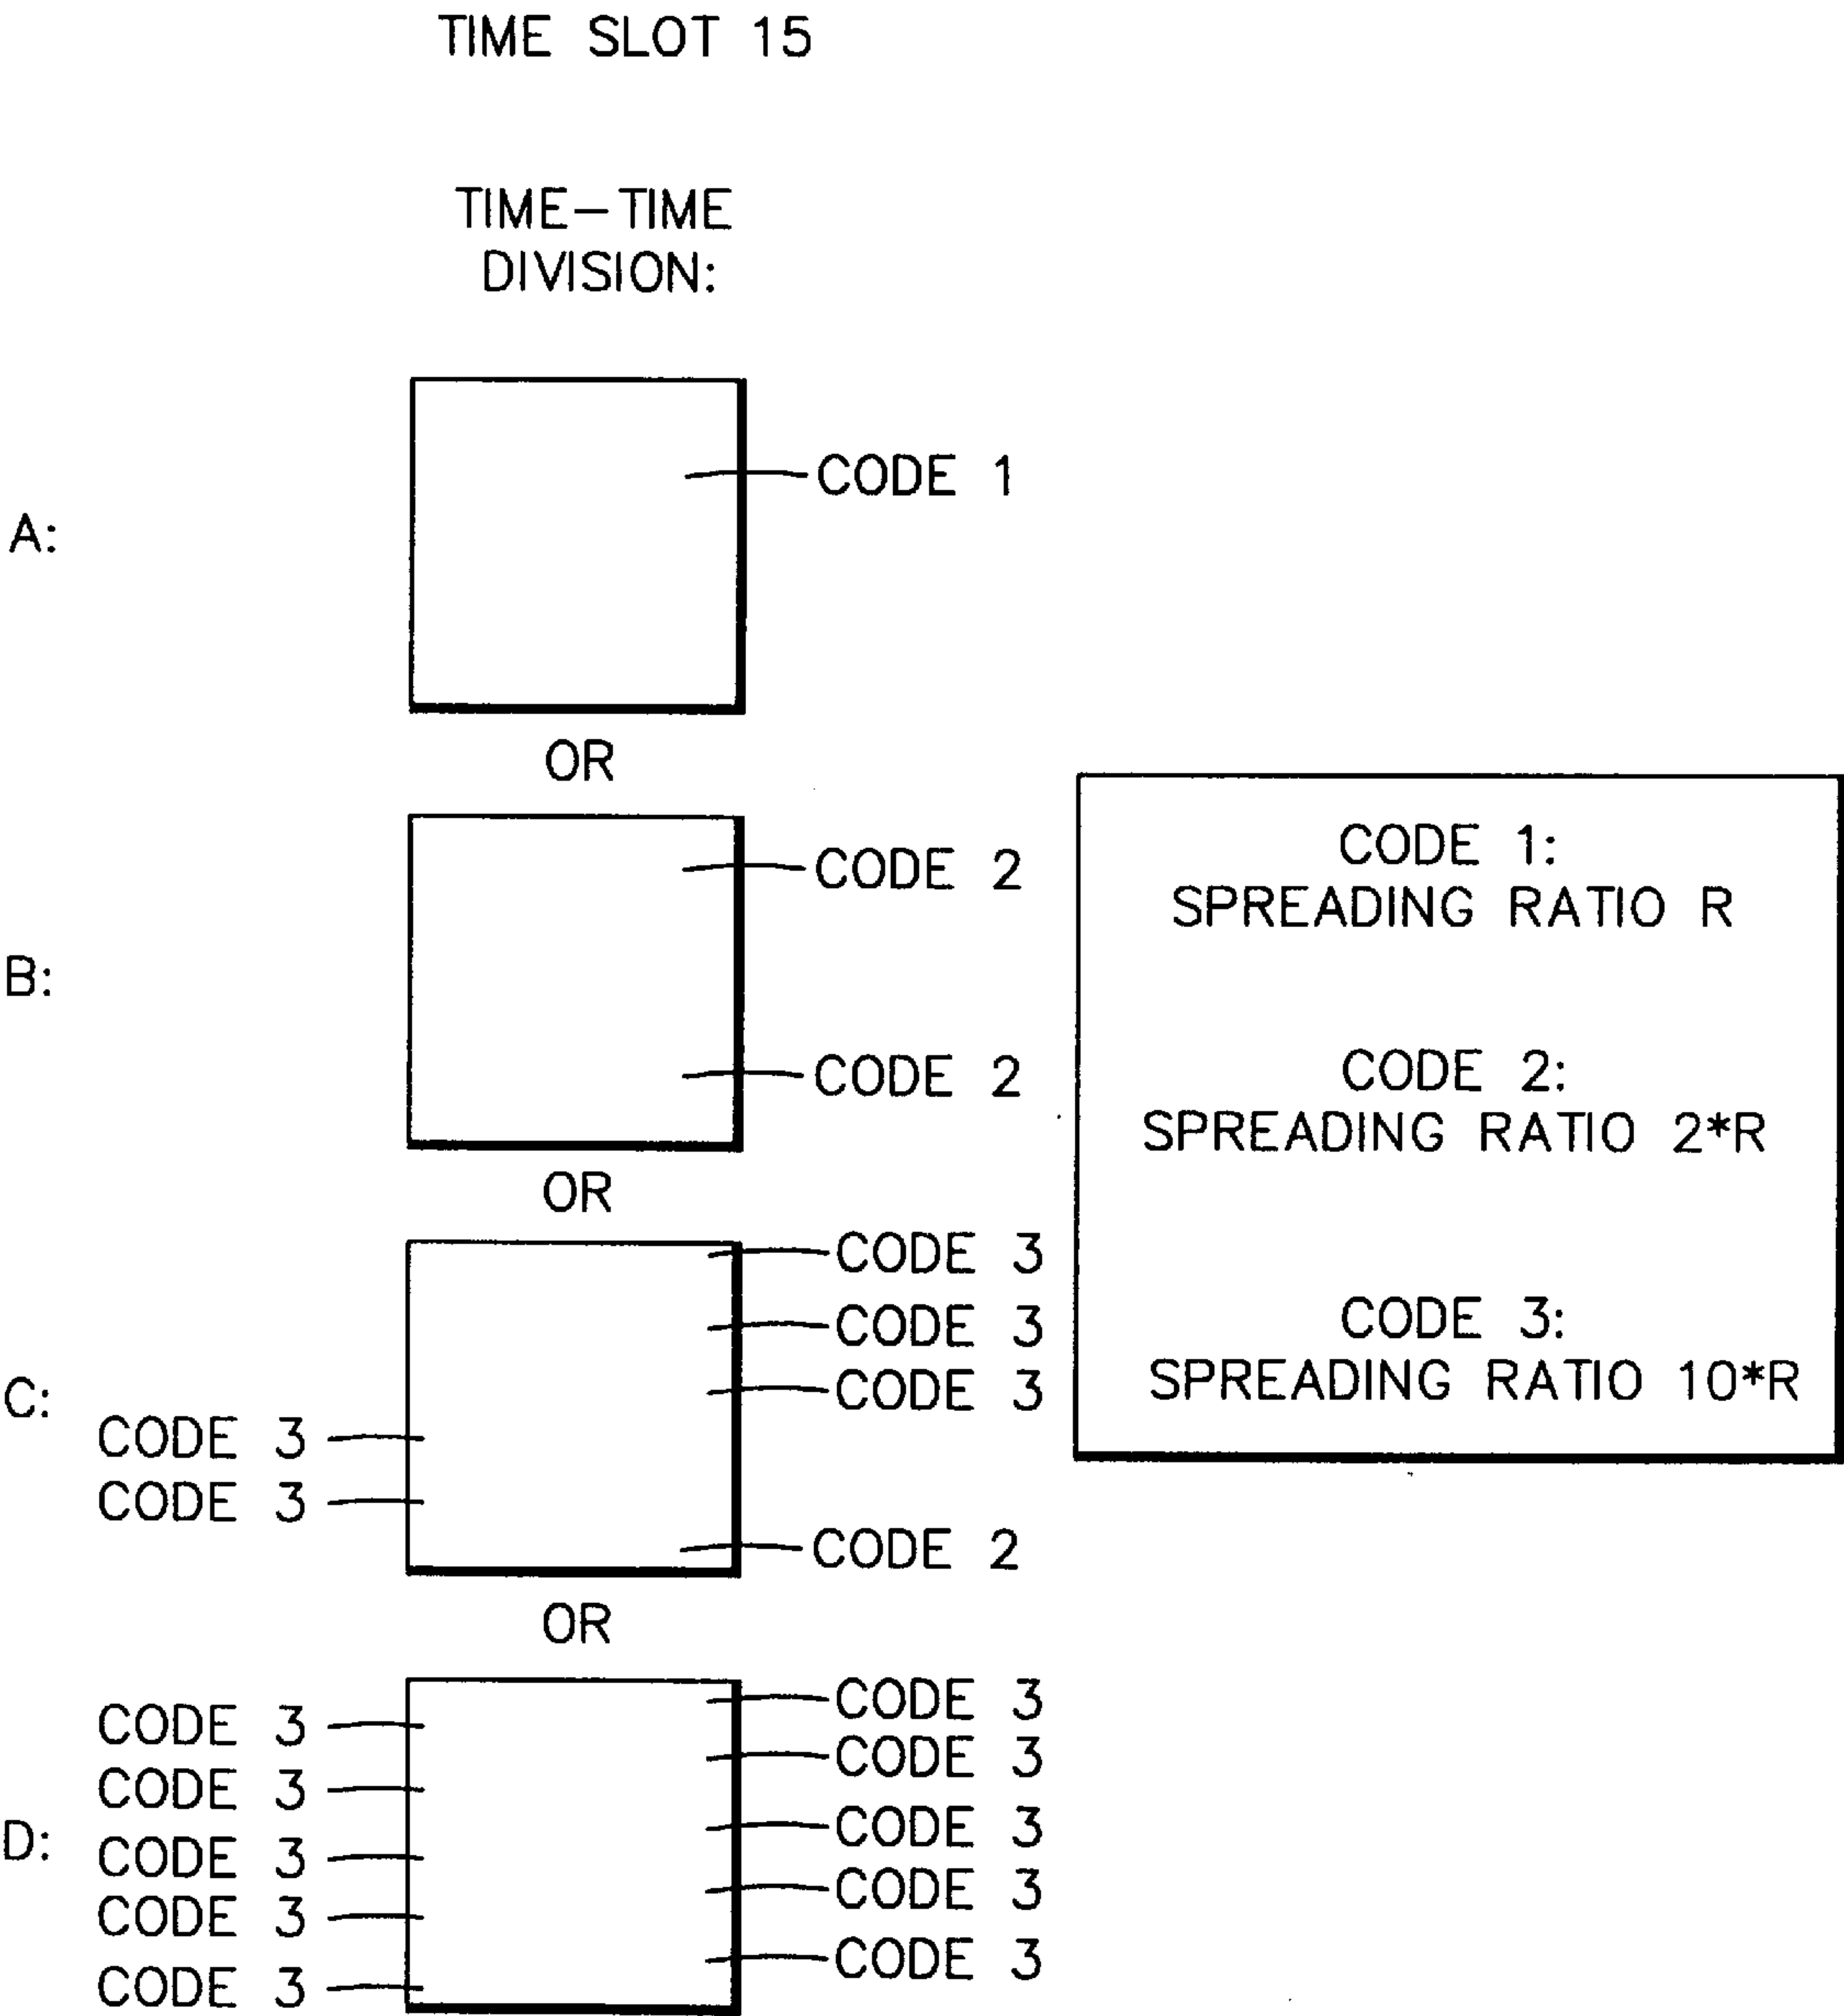 TIME SLOT 15
TIME-TIME
DIVISION:
A:
CODE 1
OR
B:
CODE 2
CODE 2
OR
C:
CODE 3
CODE 3
CODE 3
CODE 3
CODE 3
CODE 2
OR
D:
CODE 3
CODE 3
CODE 3
CODE 3
CODE 3
CODE 3
CODE 3
CODE 3
CODE 3
CODE 3
CODE 1:
SPREADING RATIO R
CODE 2:
SPREADING RATIO 2*R
CODE 3:
SPREADING RATIO 10*R